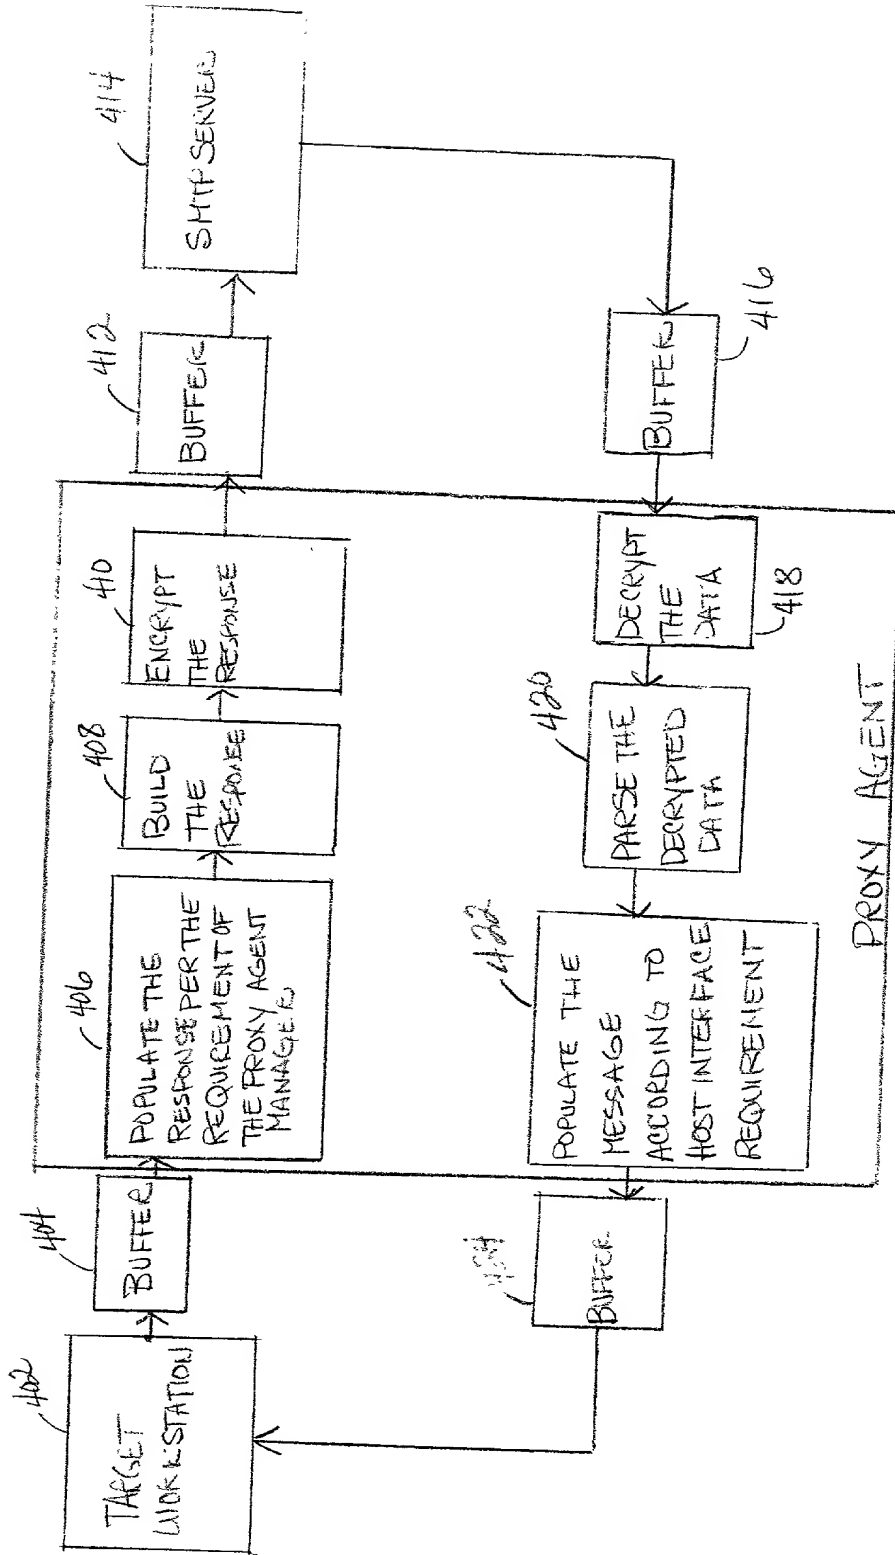 402
TARGET
WORKSTATION
404
BUFFER
406
POPULATE THE
RESPONSE PER THE
REQUIREMENT OF
THE PROXY AGENT
MANAGER
408
BUILD
THE
RESPONSE
410
ENCRYPT
THE
RESPONSE
412
BUFFER
414
SMTP SERVER
416
BUFFER
418
DECRYPT
THE
DATA
420
PARSE THE
DECRYPTED
DATA
422
POPULATE THE
MESSAGE
ACCORDING TO
HOST INTERFACE
REQUIREMENT
BUFFER
PROXY AGENT